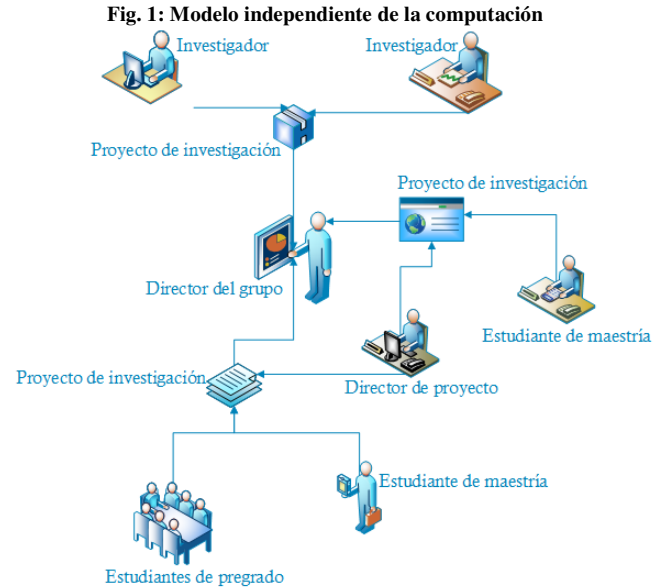 Fig. 1: Modelo independiente de la computación
Investigador
Investigador
Proyecto de investigación
Proyecto de investigación
Director del grupo
Estudiante de maestría
Proyecto de investigación
Director de proyecto
Estudiante de maestría
Estudiantes de pregrado